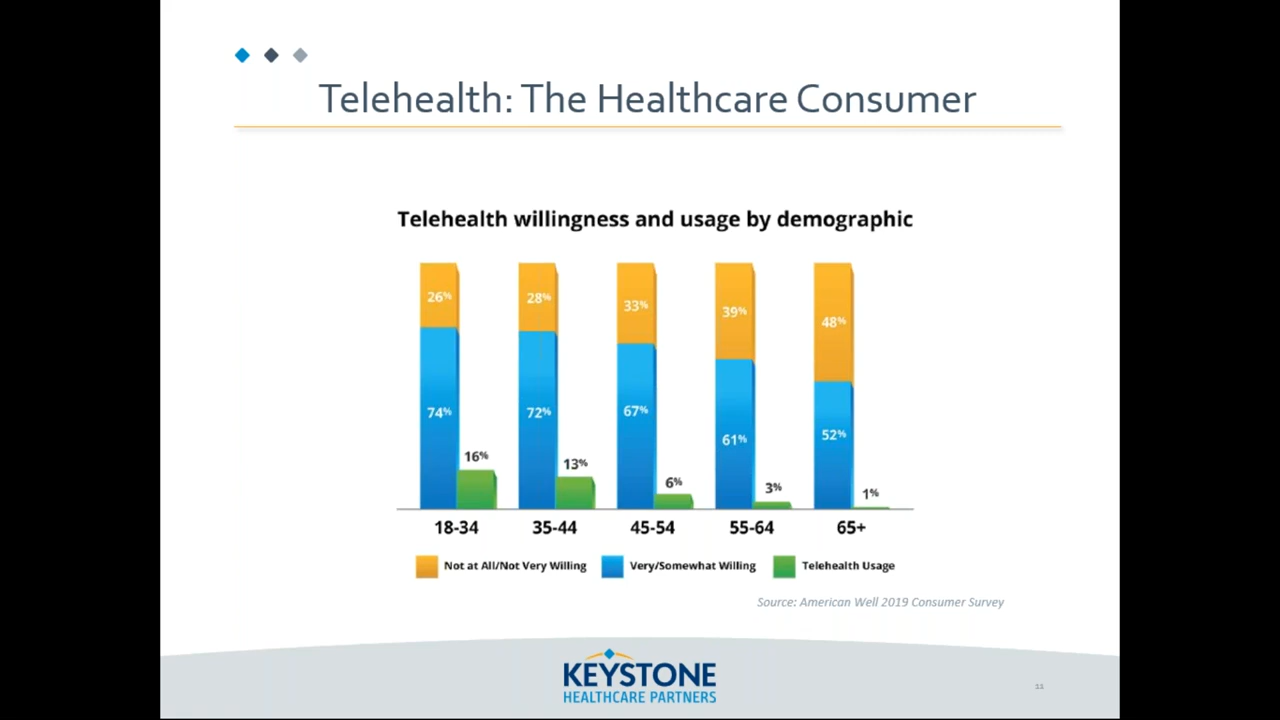 Telehealth: The Healthcare Consumer
Telehealth willingness and usage by demographic
26% 28% 33% 39% 48%
74% 72% 67% 61% 52%
16% 13% 6% 3% 1%
18-34 35-44 45-54 55-64 65+
Not at All/Not Very Willing Very/Somewhat Willing Telehealth Usage
Source: American Well 2019 Consumer Survey
KEYSTONE
HEALTHCARE PARTNERS
11